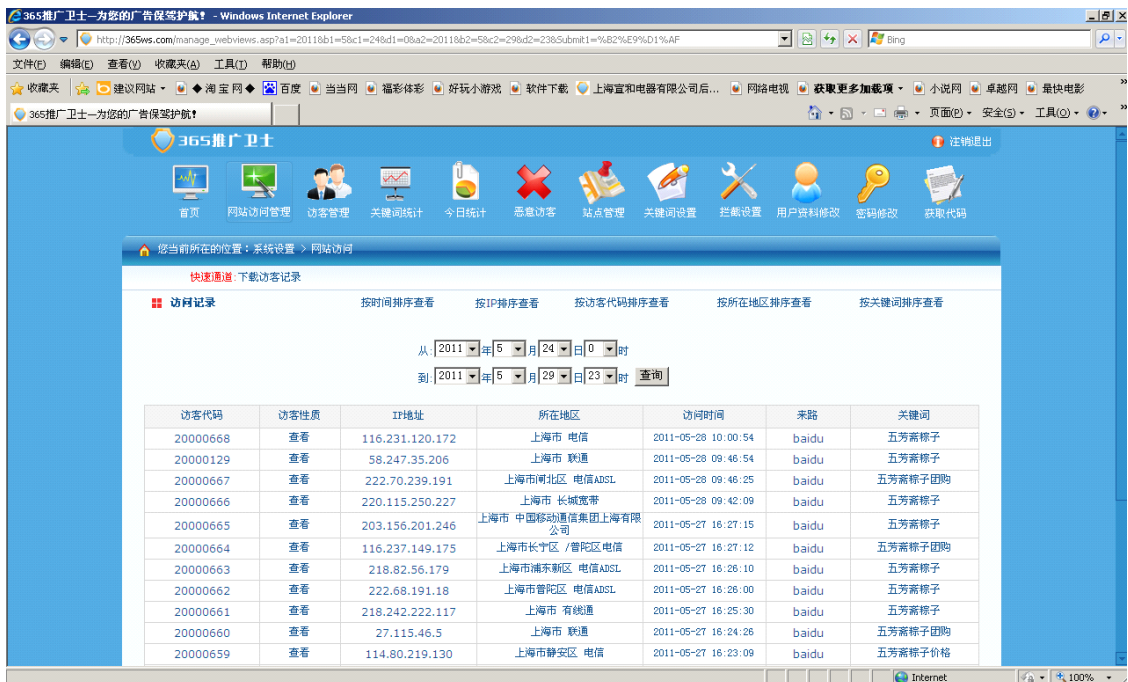 365推广卫士—为您的广告保驾护航! - Windows Internet Explorer
http://365ws.com/manage_webviews.asp?a1=2011&b1=5&c1=24&d1=0&a2=2011&b2=5&c2=29&d2=23&Submit1=%B2%E9%D1%AF
Bing
文件(F) 编辑(E) 查看(V) 收藏夹(A) 工具(T) 帮助(H)
收藏夹 建议网站 ◆淘宝网◆ 百度 当当网 福彩体彩 好玩小游戏 软件下载 上海宣和电器有限公司后... 网络电视 获取更多加载项 小说网 卓越网 最快电影
365推广卫士—为您的广告保驾护航! 页面(P) 安全(S) 工具(O)
365推广卫士 注销退出
首页 网站访问管理 访客管理 关键词统计 今日统计 恶意访客 站点管理 关键词设置 拦截设置 用户资料修改 密码修改 获取代码
您当前所在的位置:系统设置 > 网站访问
快速通道:下载访客记录
访问记录 按时间排序查看 按IP排序查看 按访客代码排序查看 按所在地区排序查看 按关键词排序查看
从:2011年5月24日0时
到:2011年5月29日23时 查询
访客代码 访客性质 IP地址 所在地区 访问时间 来路 关键词
20000668 查看 116.231.120.172 上海市 电信 2011-05-28 10:00:54 baidu 五芳斋粽子
20000129 查看 58.247.35.206 上海市 联通 2011-05-28 09:46:54 baidu 五芳斋粽子
20000667 查看 222.70.239.191 上海市闸北区 电信ADSL 2011-05-28 09:46:25 baidu 五芳斋粽子团购
20000666 查看 220.115.250.227 上海市 长城宽带 2011-05-28 09:42:09 baidu 五芳斋粽子
20000665 查看 203.156.201.246 上海市 中国移动通信集团上海有限公司 2011-05-27 16:27:15 baidu 五芳斋粽子
20000664 查看 116.237.149.175 上海市长宁区 /普陀区电信 2011-05-27 16:27:12 baidu 五芳斋粽子团购
20000663 查看 218.82.56.179 上海市浦东新区 电信ADSL 2011-05-27 16:26:10 baidu 五芳斋粽子
20000662 查看 222.68.191.18 上海市普陀区 电信ADSL 2011-05-27 16:26:00 baidu 五芳斋粽子
20000661 查看 218.242.222.117 上海市 有线通 2011-05-27 16:25:30 baidu 五芳斋粽子
20000660 查看 27.115.46.5 上海市 联通 2011-05-27 16:24:26 baidu 五芳斋粽子团购
20000659 查看 114.80.219.130 上海市静安区 电信 2011-05-27 16:23:09 baidu 五芳斋粽子价格
Internet 100%